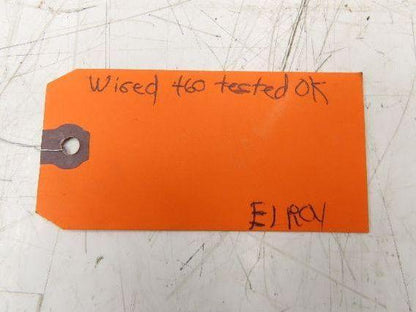 Wired 460 tested OK
E1 RCV